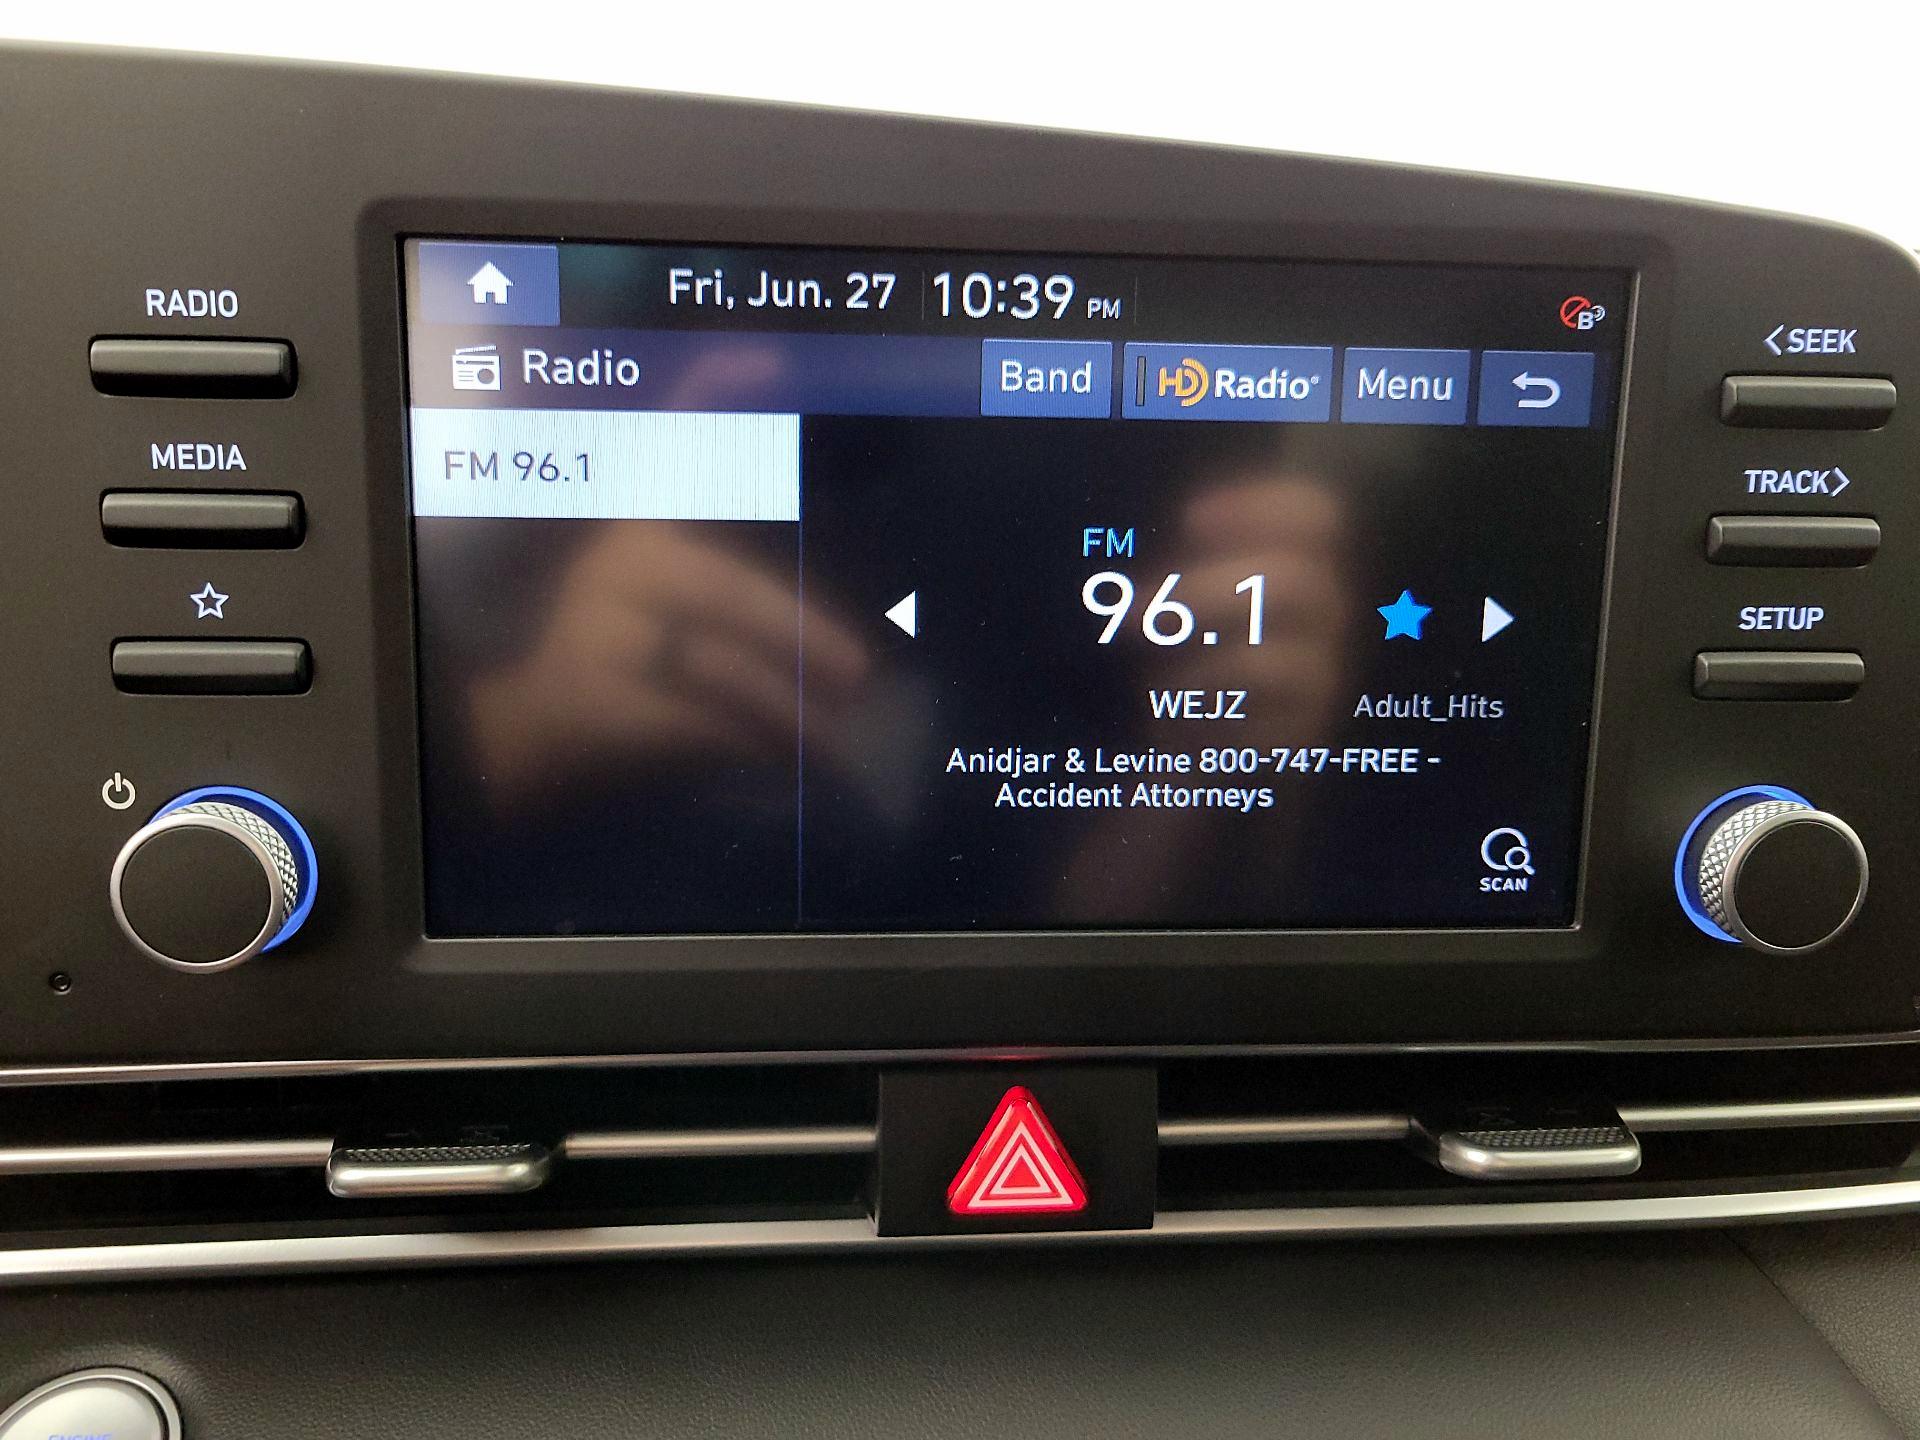 RADIO
MEDIA
Fri, Jun. 27 10:39 PM
Radio
Band
HD Radio
Menu
FM 96.1
FM
96.1
WEJZ
Adult_Hits
Anidjar & Levine 800-747-FREE -
Accident Attorneys
SCAN
<SEEK
TRACK>
SETUP
ENGINE